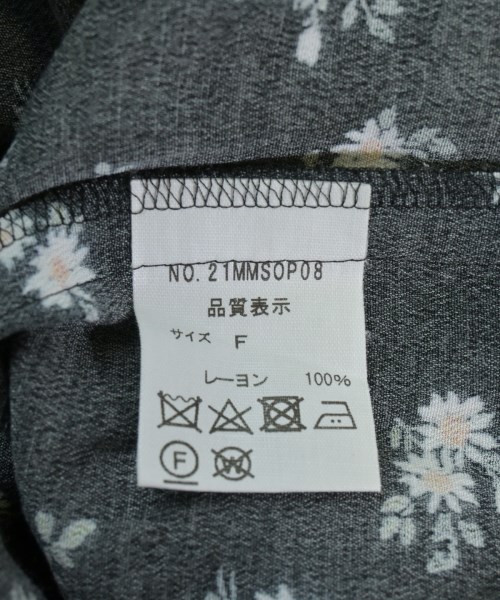 NO. 21MMSOP08
品質表示
サイズ F
レーヨン 100%
F
W